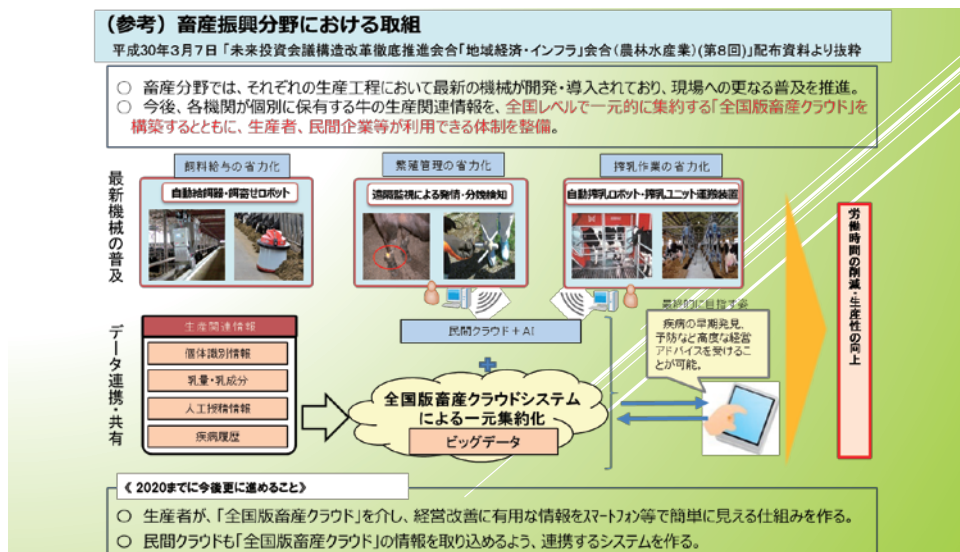 (参考) 畜産振興分野における取組
平成30年3月7日 「未来投資会議構造改革徹底推進会合「地域経済・インフラ」会合(農林水産業)(第8回)」配布資料より抜粋
○ 畜産分野では、それぞれの生産工程において最新の機械が開発・導入されており、現場への更なる普及を推進。
○ 今後、各機関が個別に保有する牛の生産関連情報を、全国レベルで一元的に集約する「全国版畜産クラウド」を
構築するとともに、生産者、民間企業等が利用できる体制を整備。
最新機械の普及
飼料給与の省力化
自動給餌器・餌寄せロボット
繁殖管理の省力化
遠隔監視による発情・分娩検知
搾乳作業の省力化
自動搾乳ロボット・搾乳ユニット運搬装置
労働時間の削減・生産性の向上
データ連携・共有
生産関連情報
個体識別情報
乳量・乳成分
人工授精情報
疾病履歴
民間クラウド+AI
全国版畜産クラウドシステム
による一元集約化
ビッグデータ
最終的に目指す姿
疾病の早期発見、
予防など高度な経営
アドバイスを受けるこ
とが可能。
《 2020までに今後更に進めること》
○ 生産者が、「全国版畜産クラウド」を介し、経営改善に有用な情報をスマートフォン等で簡単に見える仕組みを作る。
○ 民間クラウドも「全国版畜産クラウド」の情報を取り込めるよう、連携するシステムを作る。